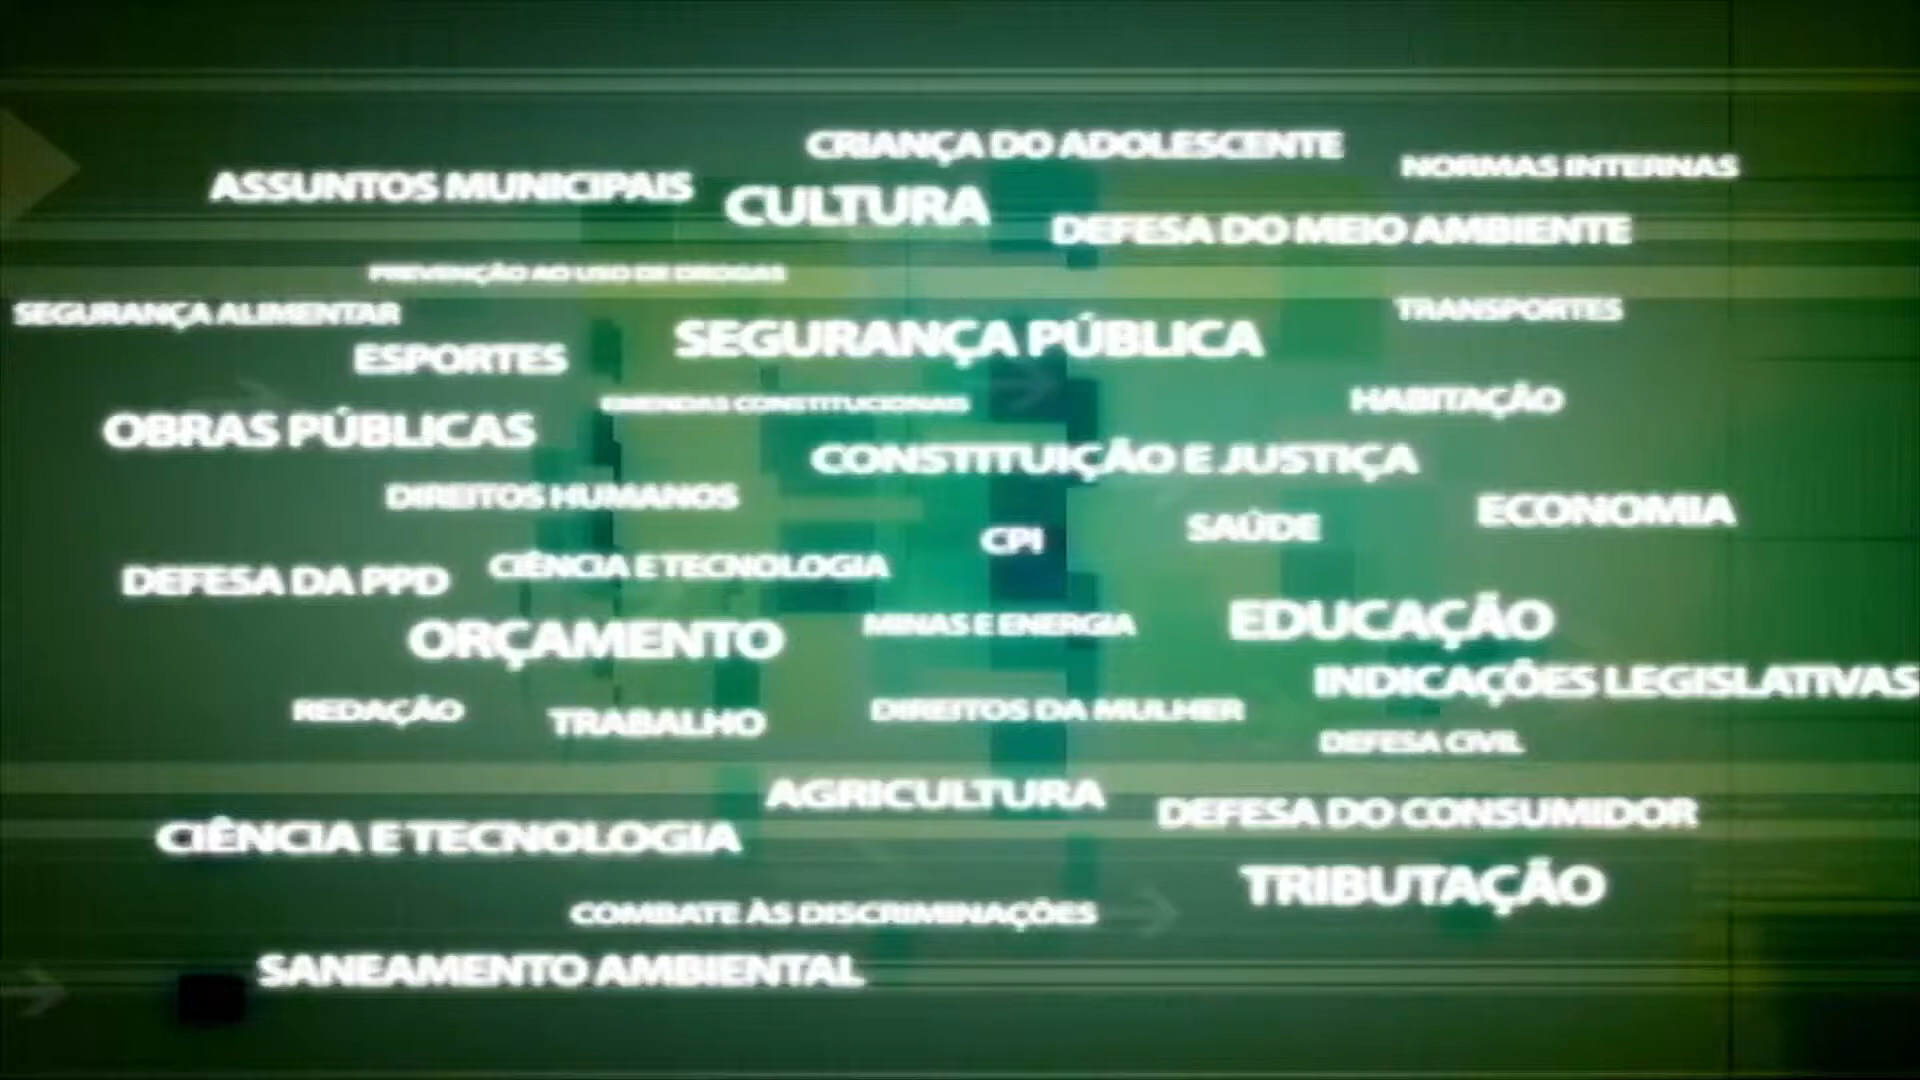 CRIANÇA DO ADOLESCENTE
NORMAS INTERNAS
ASSUNTOS MUNICIPAIS
CULTURA
DEFESA DO MEIO AMBIENTE
PREVENÇÃO AO USO DE DROGAS
SEGURANÇA ALIMENTAR
TRANSPORTES
SEGURANÇA PÚBLICA
ESPORTES
EMENDAS CONSTITUCIONAIS
HABITAÇÃO
OBRAS PÚBLICAS
CONSTITUIÇÃO E JUSTIÇA
DIREITOS HUMANOS
ECONOMIA
SAÚDE
CPI
CIÊNCIA E TECNOLOGIA
DEFESA DA PPD
EDUCAÇÃO
MINAS E ENERGIA
ORÇAMENTO
INDICAÇÕES LEGISLATIVAS
REDAÇÃO
TRABALHO
DIREITOS DA MULHER
DEFESA CIVIL
AGRICULTURA
DEFESA DO CONSUMIDOR
CIÊNCIA E TECNOLOGIA
TRIBUTAÇÃO
COMBATE ÀS DISCRIMINAÇÕES
SANEAMENTO AMBIENTAL